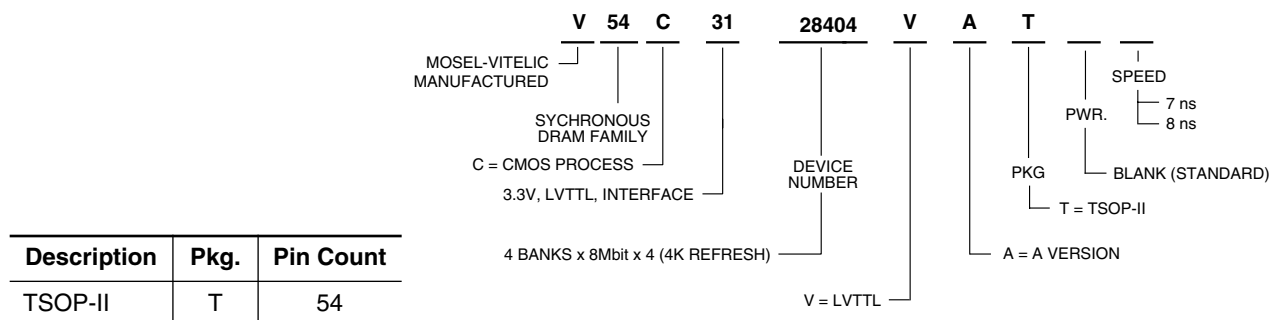 V 54 C 31 28404 V A T
MOSEL-VITELIC
MANUFACTURED
SPEED
7 ns
8 ns
PWR.
SYCHRONOUS
DRAM FAMILY
C = CMOS PROCESS
DEVICE
NUMBER
PKG
BLANK (STANDARD)
3.3V, LVTTL, INTERFACE
T = TSOP-II
4 BANKS x 8Mbit x 4 (4K REFRESH)
A = A VERSION
V = LVTTL
Description Pkg. Pin Count
TSOP-II T 54